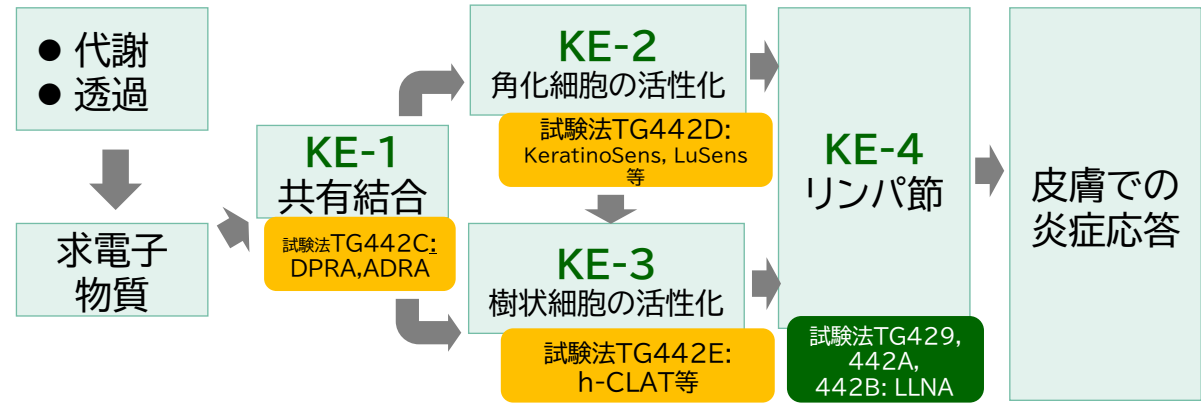 ● 代謝
● 透過
求電子
物質
KE-1
共有結合
試験法TG442C:
DPRA,ADRA
KE-2
角化細胞の活性化
試験法TG442D:
KeratinoSens, LuSens
等
KE-3
樹状細胞の活性化
試験法TG442E:
h-CLAT等
KE-4
リンパ節
試験法TG429,
442A,
442B: LLNA
皮膚での
炎症応答